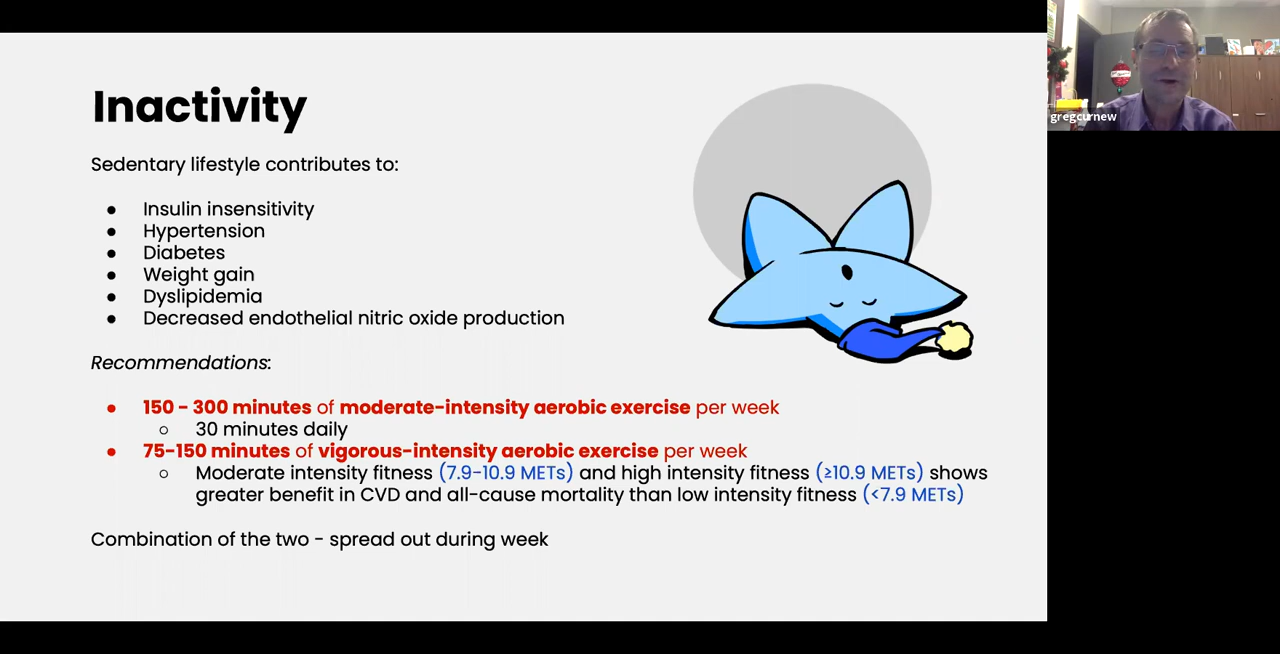 Inactivity
Sedentary lifestyle contributes to:
● Insulin insensitivity
● Hypertension
● Diabetes
● Weight gain
● Dyslipidemia
● Decreased endothelial nitric oxide production
Recommendations:
● 150 - 300 minutes of moderate-intensity aerobic exercise per week
○ 30 minutes daily
● 75-150 minutes of vigorous-intensity aerobic exercise per week
○ Moderate intensity fitness (7.9-10.9 METs) and high intensity fitness (≥10.9 METs) shows
greater benefit in CVD and all-cause mortality than low intensity fitness (<7.9 METs)
Combination of the two - spread out during week
gregcurnew